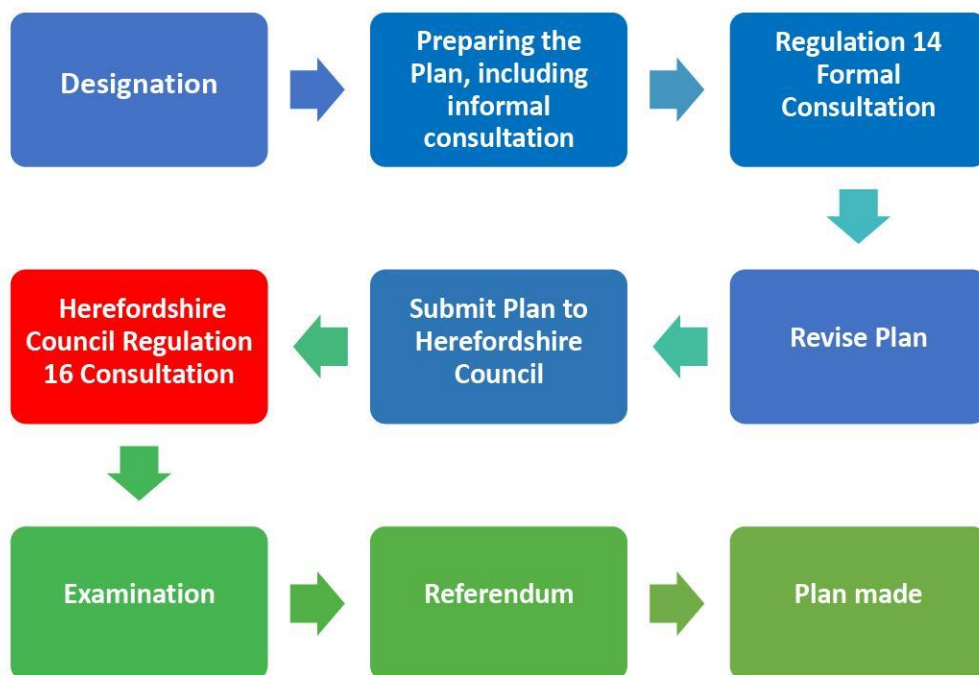 Designation
Preparing the
Plan, including
informal
consultation
Regulation 14
Formal
Consultation
Revise Plan
Submit Plan to
Herefordshire
Council
Herefordshire
Council Regulation
16 Consultation
Examination
Referendum
Plan made